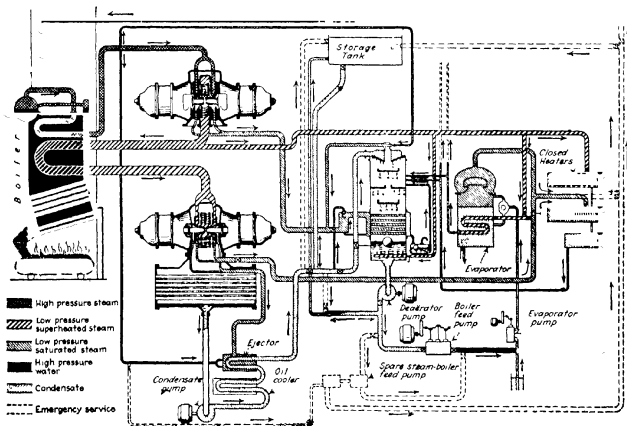 Boiler
Storage
Tank
Closed
Heaters
Evaporator
Deaerator
pump
Boiler
feed
pump
Evaporator
pump
Spare steam-boiler
feed pump
Ejector
Oil
cooler
Condensate
pump
High pressure steam
Low pressure
superheated steam
Low pressure
saturated steam
High pressure
water
Condensate
Emergency service